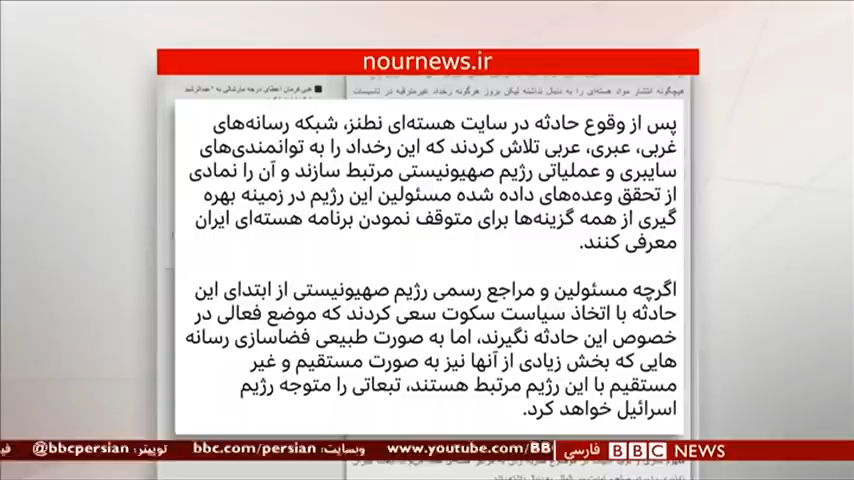 nournews.ir
پس از وقوع حادثه در سایت هسته‌ای نطنز، شبکه رسانه‌های
غربی، عبری، عربی تلاش کردند که این رخداد را به توانمندی‌های
سایبری و عملیاتی رژیم صهیونیستی مرتبط سازند و آن را نمادی
از تحقق وعده‌های داده شده مسئولین این رژیم در زمینه بهره
گیری از همه گزینه‌ها برای متوقف نمودن برنامه هسته‌ای ایران
معرفی کنند.
اگرچه مسئولین و مراجع رسمی رژیم صهیونیستی از ابتدای این
حادثه با اتخاذ سیاست سکوت سعی کردند که موضع فعالی در
خصوص این حادثه نگیرند، اما به صورت طبیعی فضاسازی رسانه
هایی که بخش زیادی از آنها نیز به صورت مستقیم و غیر
مستقیم با این رژیم مرتبط هستند، تبعاتی را متوجه رژیم
اسرائیل خواهد کرد.
BBC NEWS فارسی www.youtube.com/BB وبسایت: bbc.com/persian توییتر: @bbcpersian